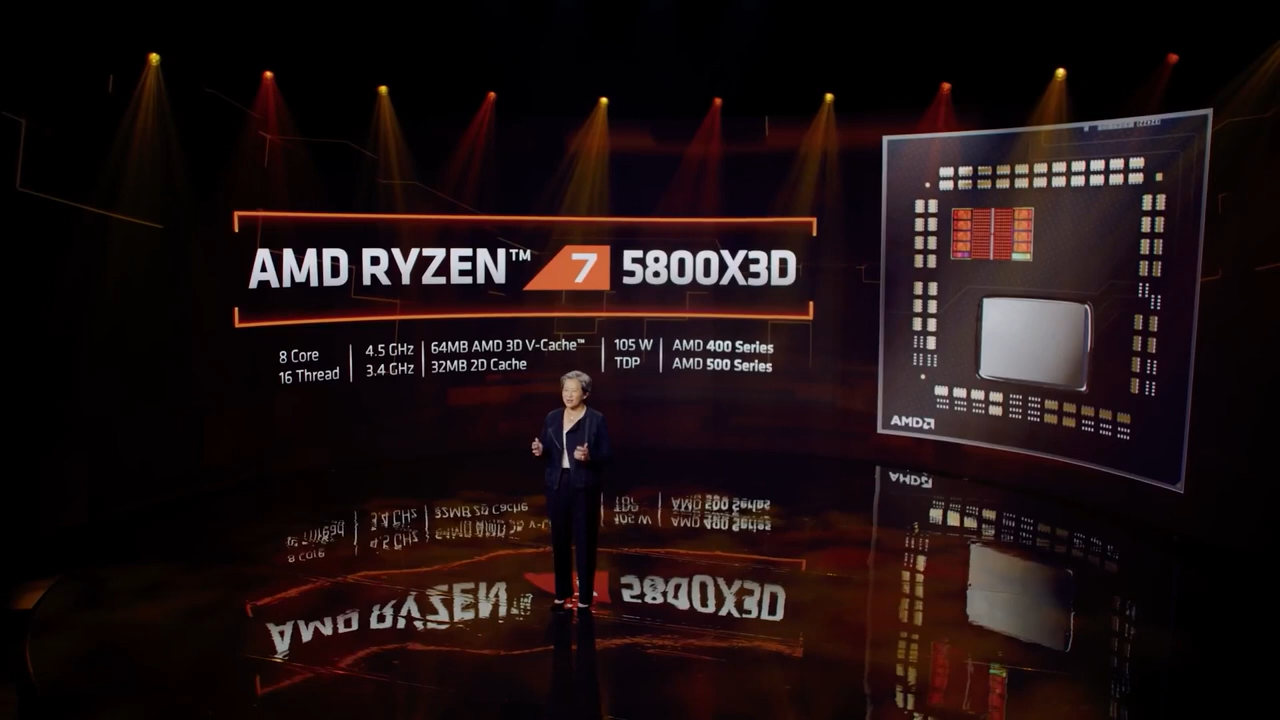 AMD RYZEN™ 7 5800X3D
8 Core
16 Thread
4.5 GHz
3.4 GHz
64MB AMD 3D V-Cache™
32MB 2D Cache
105 W
TDP
AMD 400 Series
AMD 500 Series
AMD